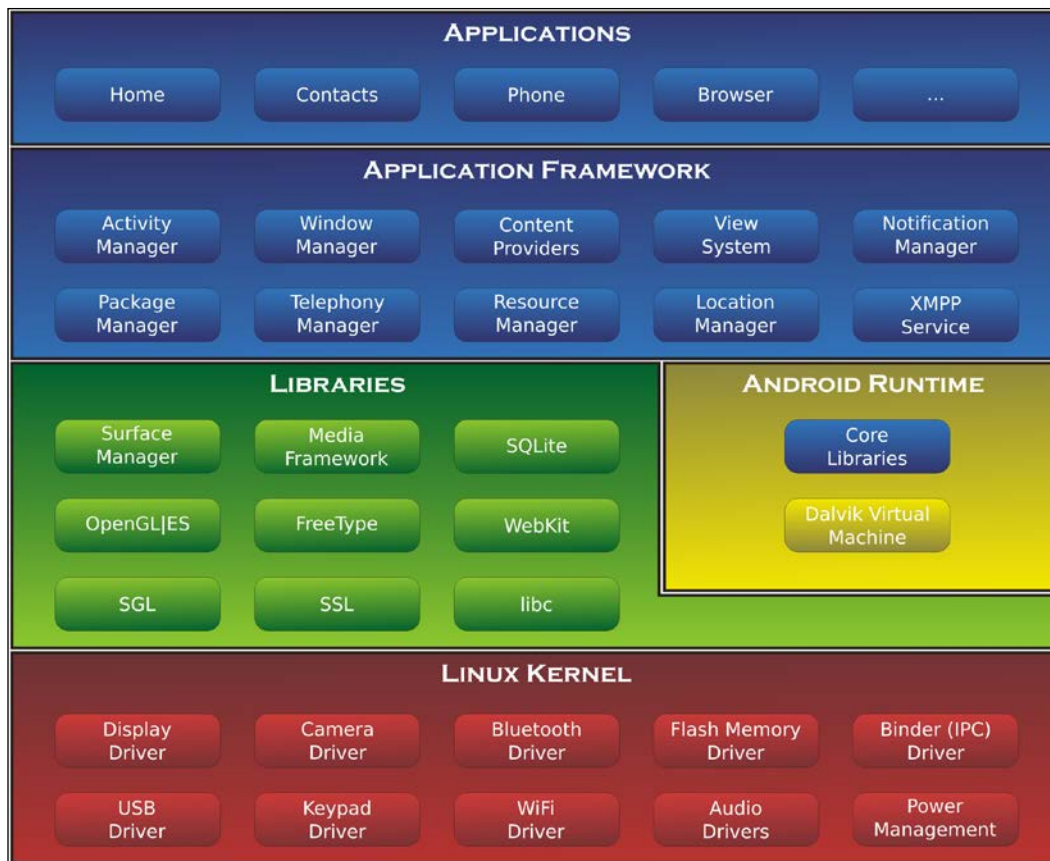 APPLICATIONS
Home
Contacts
Phone
Browser
...
APPLICATION FRAMEWORK
Activity
Manager
Window
Manager
Content
Providers
View
System
Notification
Manager
Package
Manager
Telephony
Manager
Resource
Manager
Location
Manager
XMPP
Service
LIBRARIES
Surface
Manager
Media
Framework
SQLite
OpenGL|ES
FreeType
WebKit
SGL
SSL
libc
ANDROID RUNTIME
Core
Libraries
Dalvik Virtual
Machine
LINUX KERNEL
Display
Driver
Camera
Driver
Bluetooth
Driver
Flash Memory
Driver
Binder (IPC)
Driver
USB
Driver
Keypad
Driver
WiFi
Driver
Audio
Drivers
Power
Management